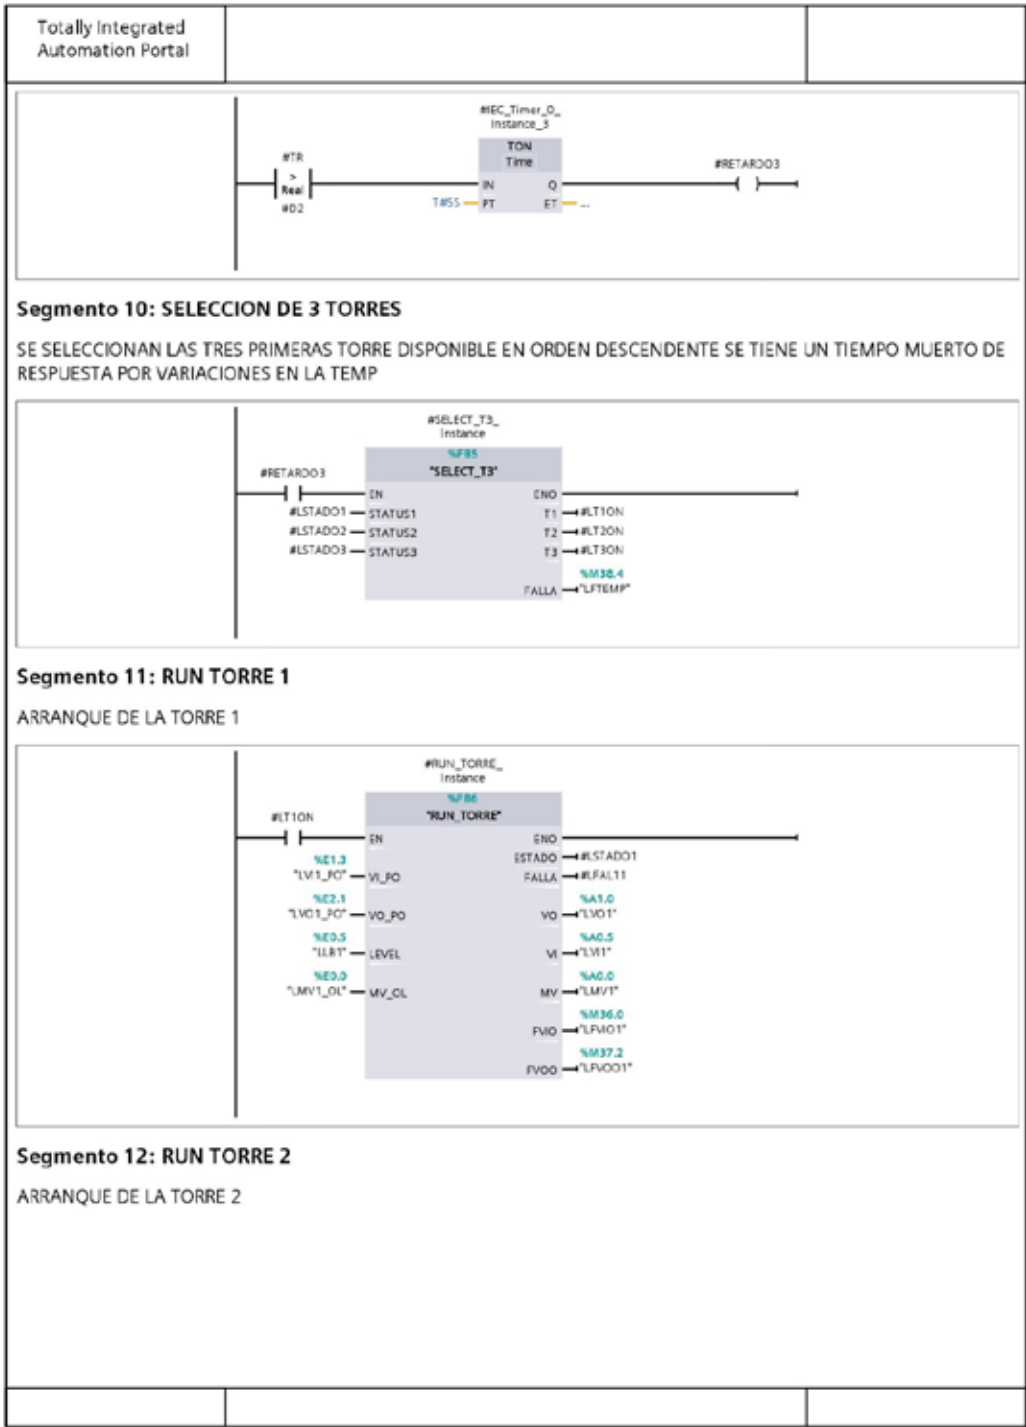 Totally Integrated
Automation Portal
#IEC_Timer_0_
Instance_3
TON
Time
#TR
>
Real
#D2
IN
Q
T#5S
PT
ET
...
#RETARDO3
Segmento 10: SELECCION DE 3 TORRES
SE SELECCIONAN LAS TRES PRIMERAS TORRE DISPONIBLE EN ORDEN DESCENDENTE SE TIENE UN TIEMPO MUERTO DE
RESPUESTA POR VARIACIONES EN LA TEMP
#SELECT_T3_
Instance
%FB5
"SELECT_T3"
#RETARDO3
EN
ENO
#LSTADO1
STATUS1
T1
#LT1ON
#LSTADO2
STATUS2
T2
#LT2ON
#LSTADO3
STATUS3
T3
#LT3ON
%M38.4
FALLA
"LFTEMP"
Segmento 11: RUN TORRE 1
ARRANQUE DE LA TORRE 1
#RUN_TORRE_
Instance
%FB6
"RUN_TORRE"
#LT1ON
EN
ENO
ESTADO
#LSTADO1
%E1.3
"LVI1_PO"
VI_PO
FALLA
#LFAL11
%E2.1
"LVO1_PO"
VO_PO
%A1.0
VO
"LVO1"
%E0.5
"LLB1"
LEVEL
%A0.5
VI
"LVI1"
%E0.0
"LMV1_OL"
MV_OL
%A0.0
MV
"LMV1"
%M36.0
FVIO
"LFVIO1"
%M37.2
FVOO
"LFVOO1"
Segmento 12: RUN TORRE 2
ARRANQUE DE LA TORRE 2